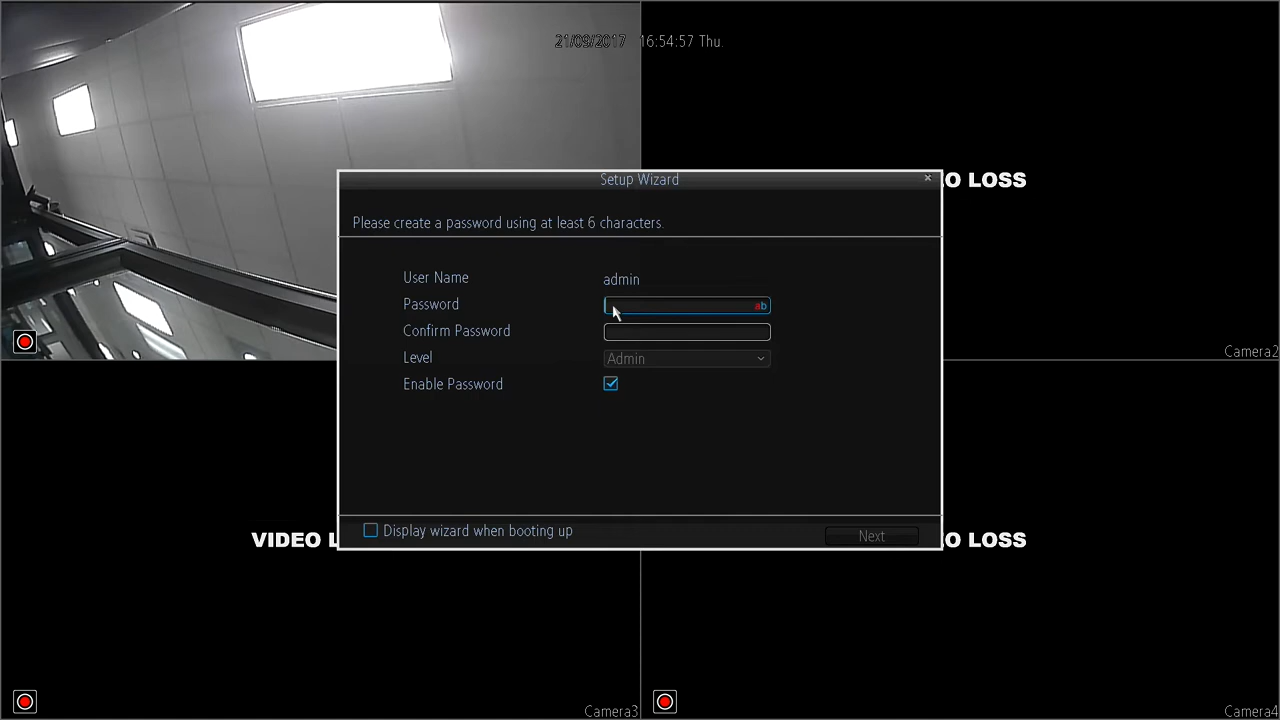 21/09/2017 16:54:57 Thu.
O LOSS
Setup Wizard
×
Please create a password using at least 6 characters.
User Name admin
Password ab
Confirm Password
Level Admin
Enable Password
Camera2
Display wizard when booting up
Next
VIDEO L
O LOSS
Camera3
Camera4